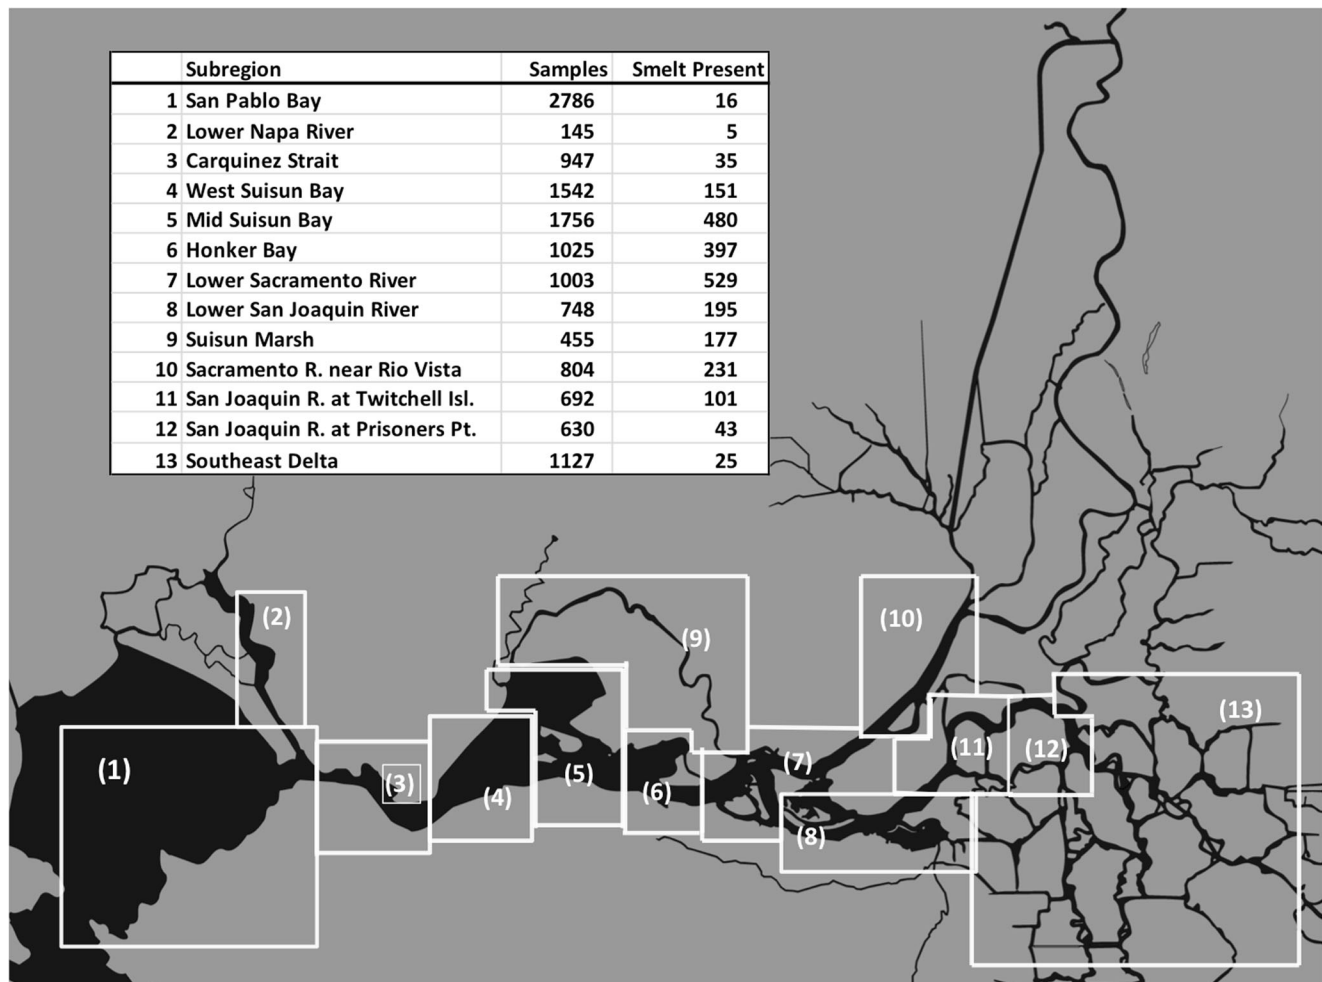 Subregion Samples Smelt Present
1 San Pablo Bay 2786 16
2 Lower Napa River 145 5
3 Carquinez Strait 947 35
4 West Suisun Bay 1542 151
5 Mid Suisun Bay 1756 480
6 Honker Bay 1025 397
7 Lower Sacramento River 1003 529
8 Lower San Joaquin River 748 195
9 Suisun Marsh 455 177
10 Sacramento R. near Rio Vista 804 231
11 San Joaquin R. at Twitchell Isl. 692 101
12 San Joaquin R. at Prisoners Pt. 630 43
13 Southeast Delta 1127 25
(2)
(10)
(9)
(13)
(11)
(12)
(7)
(1)
(5)
(3)
(6)
(4)
(8)